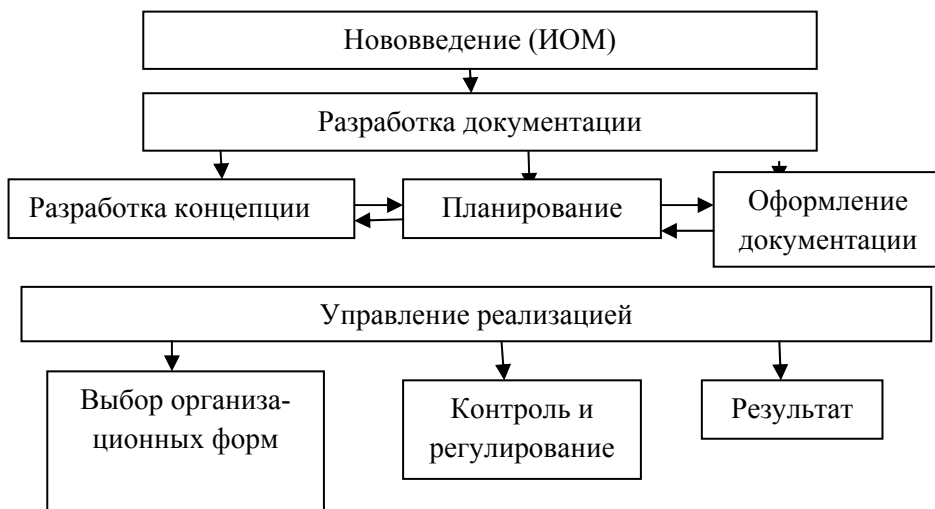 Нововведение (ИОМ)
Разработка документации
Разработка концепции
Планирование
Оформление
документации
Управление реализацией
Выбор организа-
ционных форм
Контроль и
регулирование
Результат